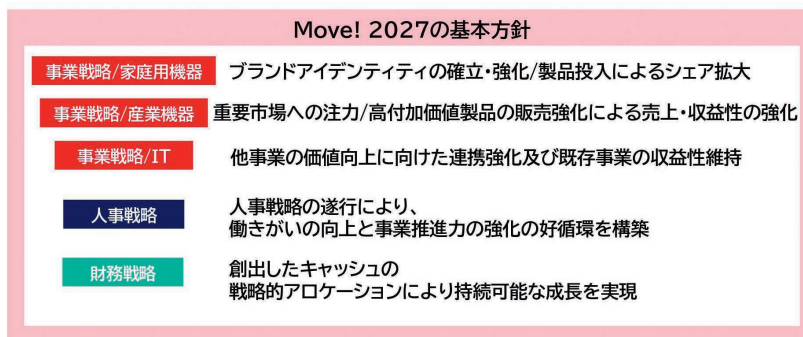 Move! 2027の基本方針
事業戦略/家庭用機器 ブランドアイデンティティの確立・強化/製品投入によるシェア拡大
事業戦略/産業機器 重要市場への注力/高付加価値製品の販売強化による売上・収益性の強化
事業戦略/IT 他事業の価値向上に向けた連携強化及び既存事業の収益性維持
人事戦略 人事戦略の遂行により、
働きがいの向上と事業推進力の強化の好循環を構築
財務戦略 創出したキャッシュの
戦略的アロケーションにより持続可能な成長を実現